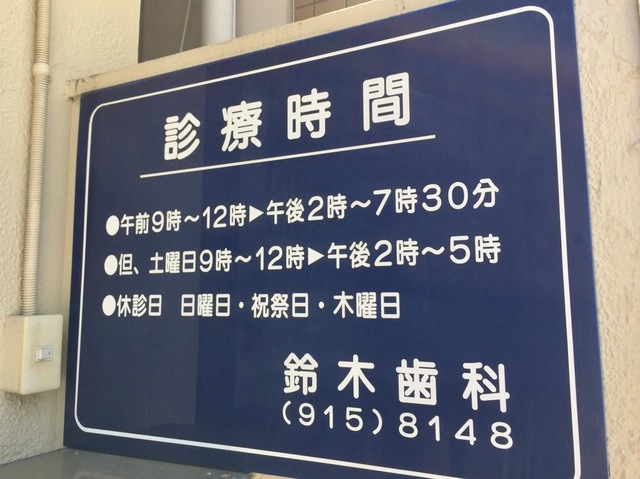 診療時間
●午前9時～12時▶午後2時～7時30分
●但、土曜日9時～12時▶午後2時～5時
●休診日　日曜日・祝祭日・木曜日
鈴木歯科
(915)8148